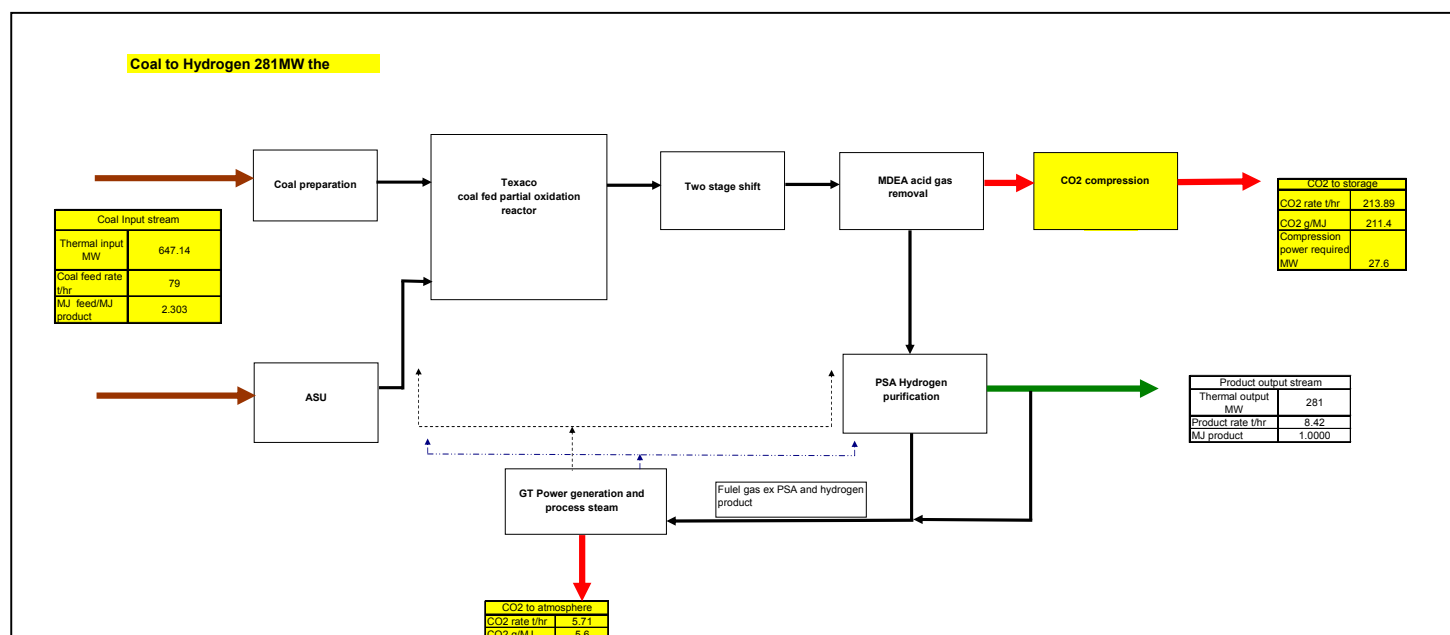 Coal to Hydrogen 281MW the
Coal preparation
Texaco
coal fed partial oxidation
reactor
Two stage shift
MDEA acid gas
removal
CO2 compression
CO2 to storage
CO2 rate t/hr 213.89
CO2 g/MJ 211.4
Compression
power required
MW 27.6
Coal Input stream
Thermal input
MW 647.14
Coal feed rate
t/hr 79
MJ feed/MJ
product 2.303
ASU
PSA Hydrogen
purification
Product output stream
Thermal output
MW 281
Product rate t/hr 8.42
MJ product 1.0000
GT Power generation and
process steam
Fulel gas ex PSA and hydrogen
product
CO2 to atmosphere
CO2 rate t/hr 5.71
CO2 g/MJ 5.6